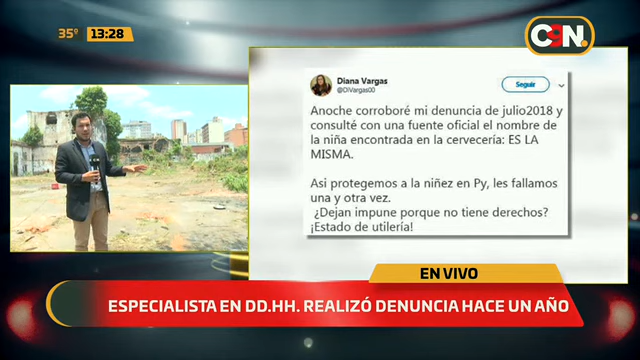 35º
13:28
C9N.
Diana Vargas
@DIVargas00
Seguir
Anoche corroboré mi denuncia de julio2018 y
consulté con una fuente oficial el nombre de
la niña encontrada en la cervecería: ES LA
MISMA.
Asi protegemos a la niñez en Py, les fallamos
una y otra vez.
¿Dejan impune porque no tiene derechos?
¡Estado de utilería!
EN VIVO
ESPECIALISTA EN DD.HH. REALIZÓ DENUNCIA HACE UN AÑO